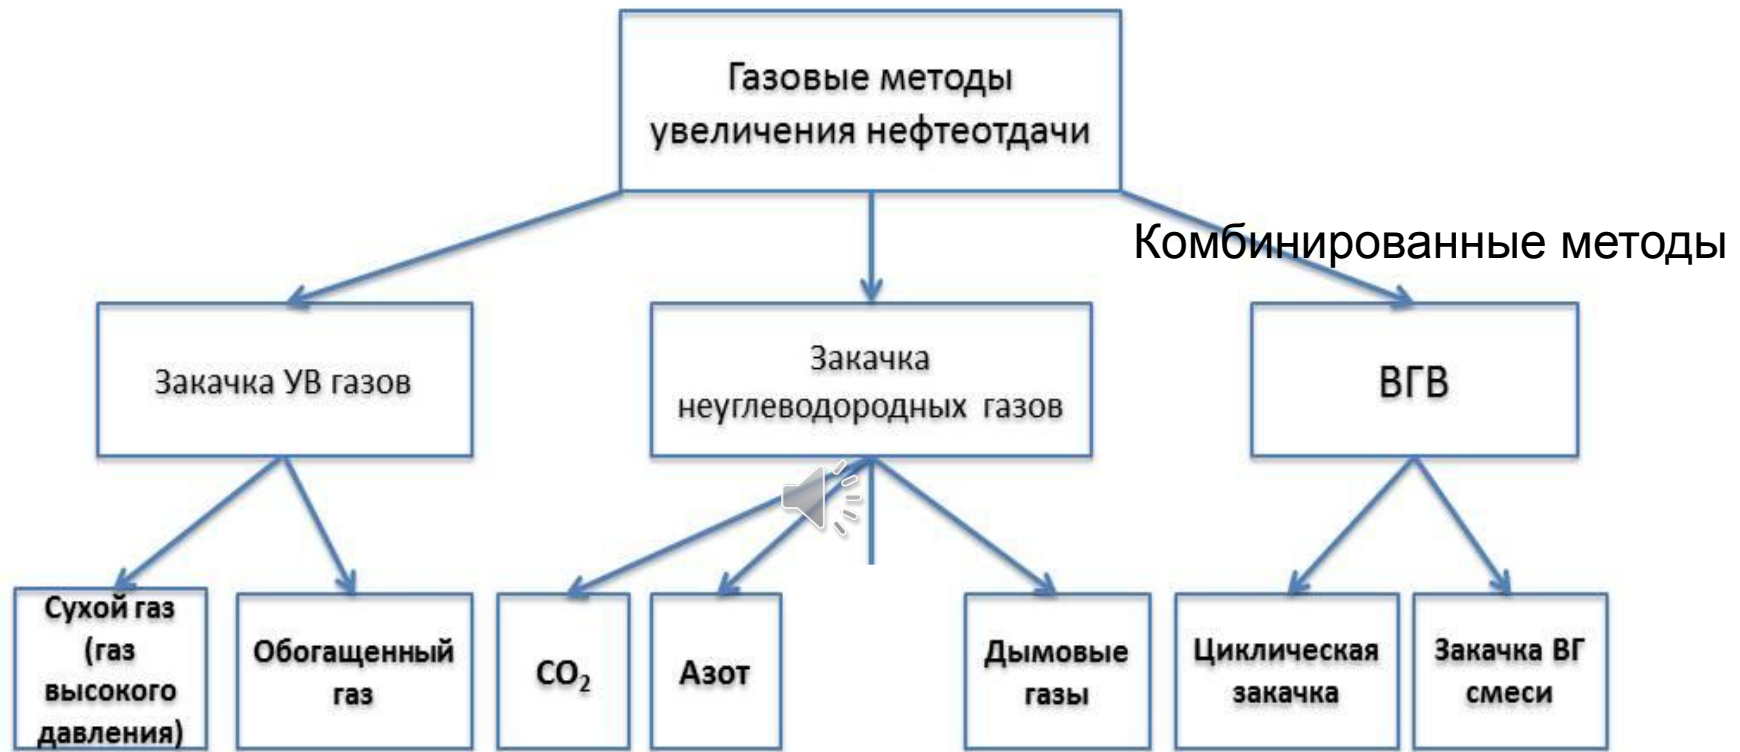 Газовые методы
увеличения нефтеотдачи
Комбинированные методы
Закачка УВ газов
Закачка
неуглеводородных газов
ВГВ
Сухой газ
(газ
высокого
давления)
Обогащенный
газ
CO₂
Азот
Дымовые
газы
Циклическая
закачка
Закачка ВГ
смеси